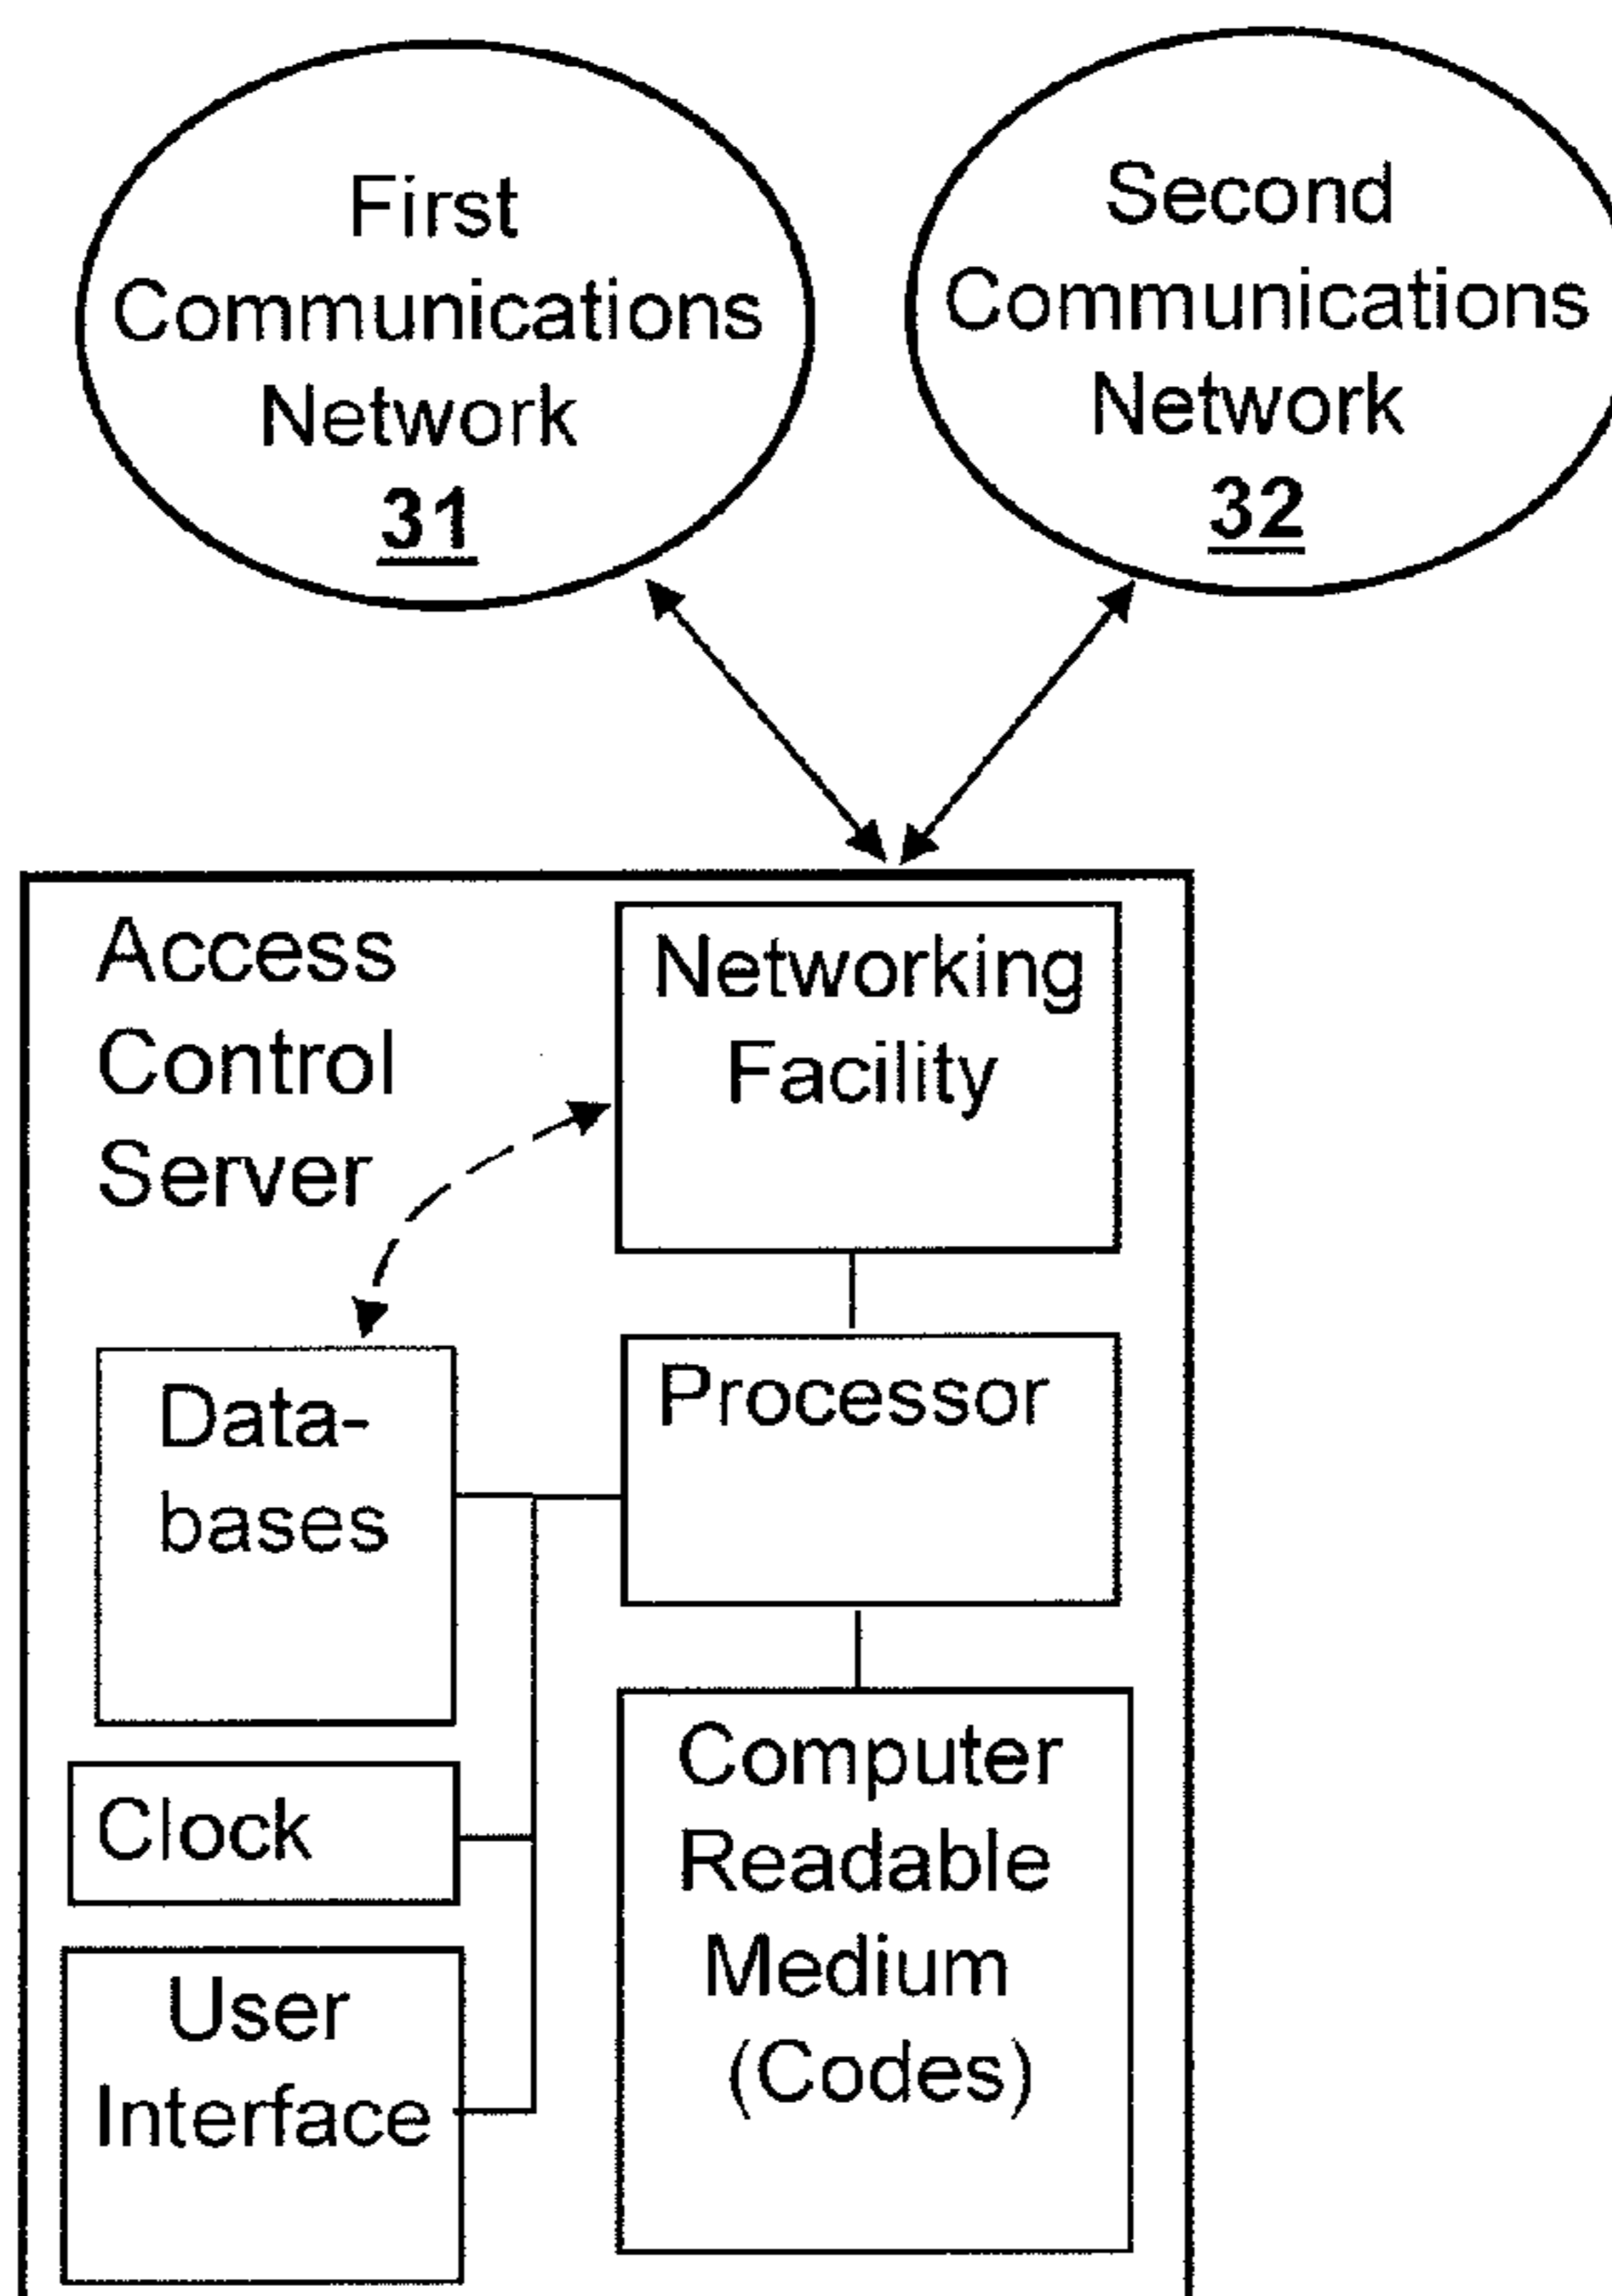 First
Communications
Network
31
Second
Communications
Network
32
Access
Control
Server
Networking
Facility
Data-
bases
Processor
Clock
Computer
Readable
Medium
(Codes)
User
Interface